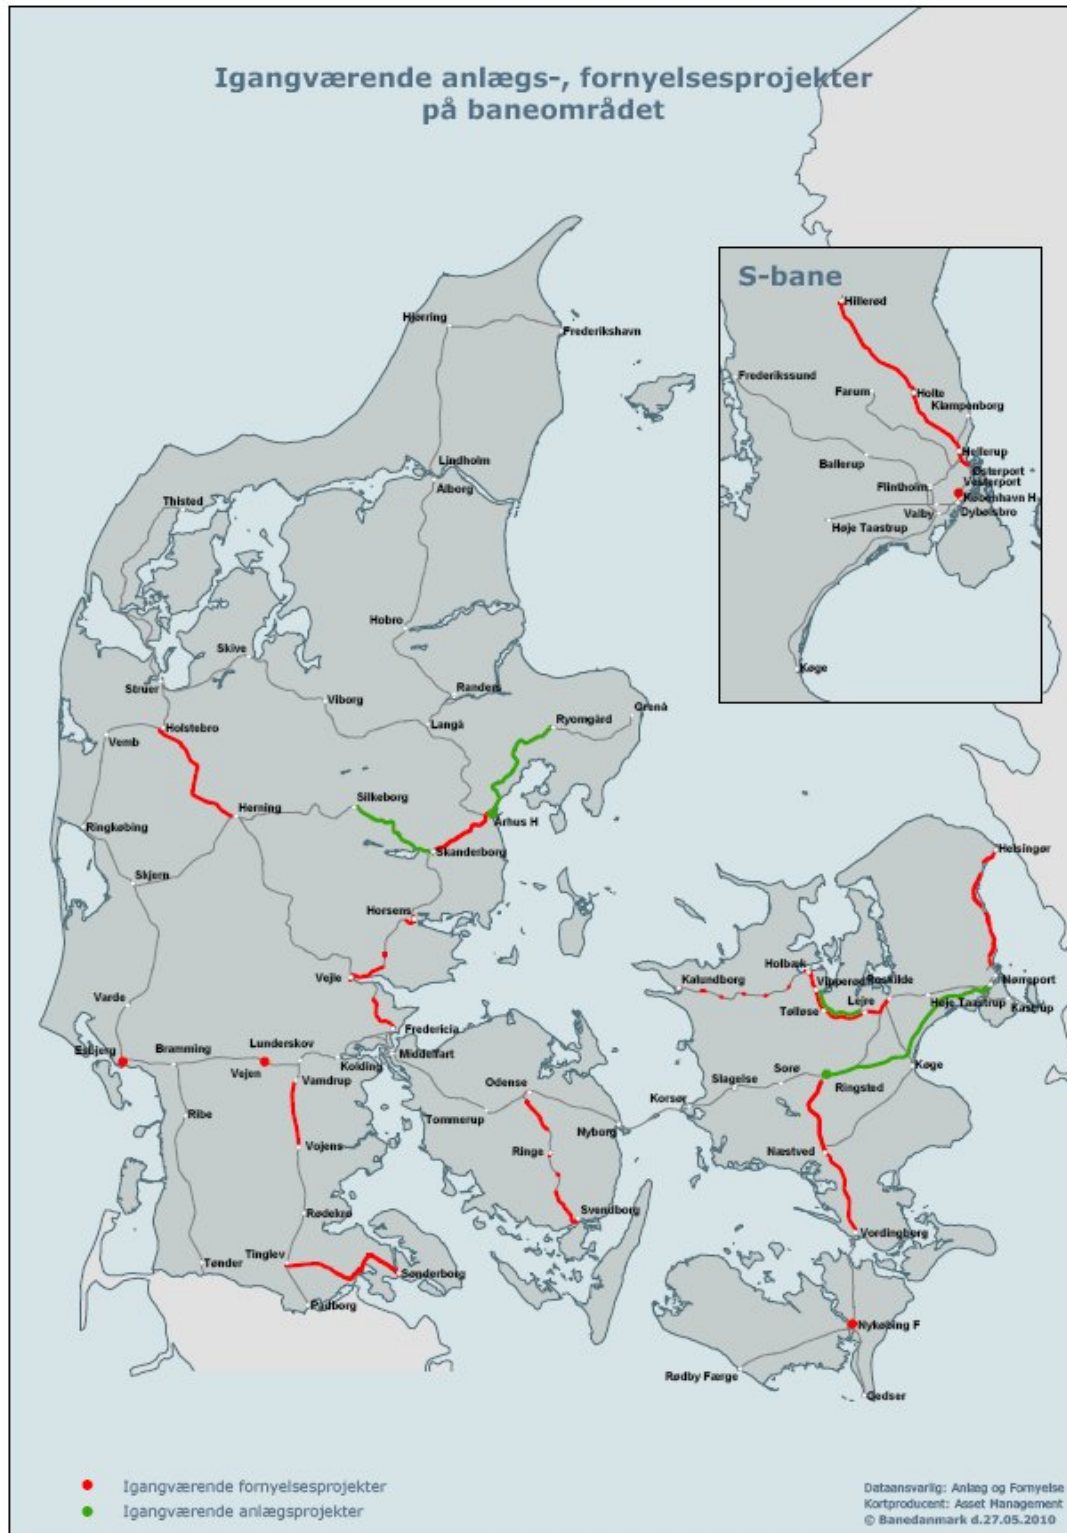 Igangværende anlægs-, fornyelsesprojekter
på baneområdet
S-bane
Hillerød
Frederikssund
Farum
Holte
Klampenborg
Hellerup
Ballerup
Østerport
Flintholm
Vesterport
København H
Valby
Dybølsbro
Høje Taastrup
Køge
Hjørring
Frederikshavn
Lindholm
Ålborg
Thisted
Hobro
Skive
Struer
Viborg
Randers
Langå
Ryomgård
Grenå
Holstebro
Vemb
Silkeborg
Herning
Århus H
Ringkøbing
Skanderborg
Skjern
Horsens
Vejle
Varde
Fredericia
Esbjerg
Bramming
Lunderskov
Vejen
Kolding
Middelfart
Vamdrup
Odense
Ribe
Tommerup
Nyborg
Korsør
Vojens
Ringe
Rødekro
Svendborg
Tinglev
Tønder
Sønderborg
Padborg
Helsingør
Holbæk
Kalundborg
Vipperød
Roskilde
Nørreport
Tølløse
Lejre
Høje Taastrup
Kastrup
Slagelse
Sorø
Ringsted
Køge
Næstved
Vordingborg
Nykøbing F
Rødby Færge
Gedser
Igangværende fornyelsesprojekter
Igangværende anlægsprojekter
Dataansvarlig: Anlæg og Fornyelse
Kortproducent: Asset Management
© Banedanmark d.27.05.2010